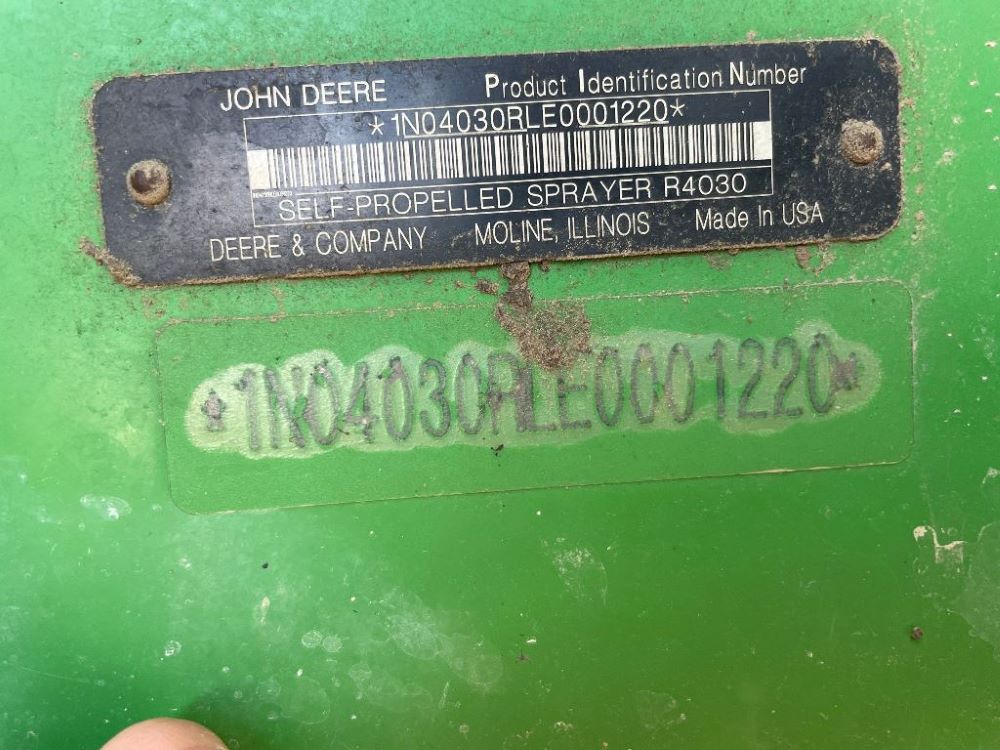 JOHN DEERE Product Identification Number
*1N04030RLE0001220*
SELF-PROPELLED SPRAYER R4030
DEERE & COMPANY MOLINE, ILLINOIS Made In USA
*1N04030RLE0001220*